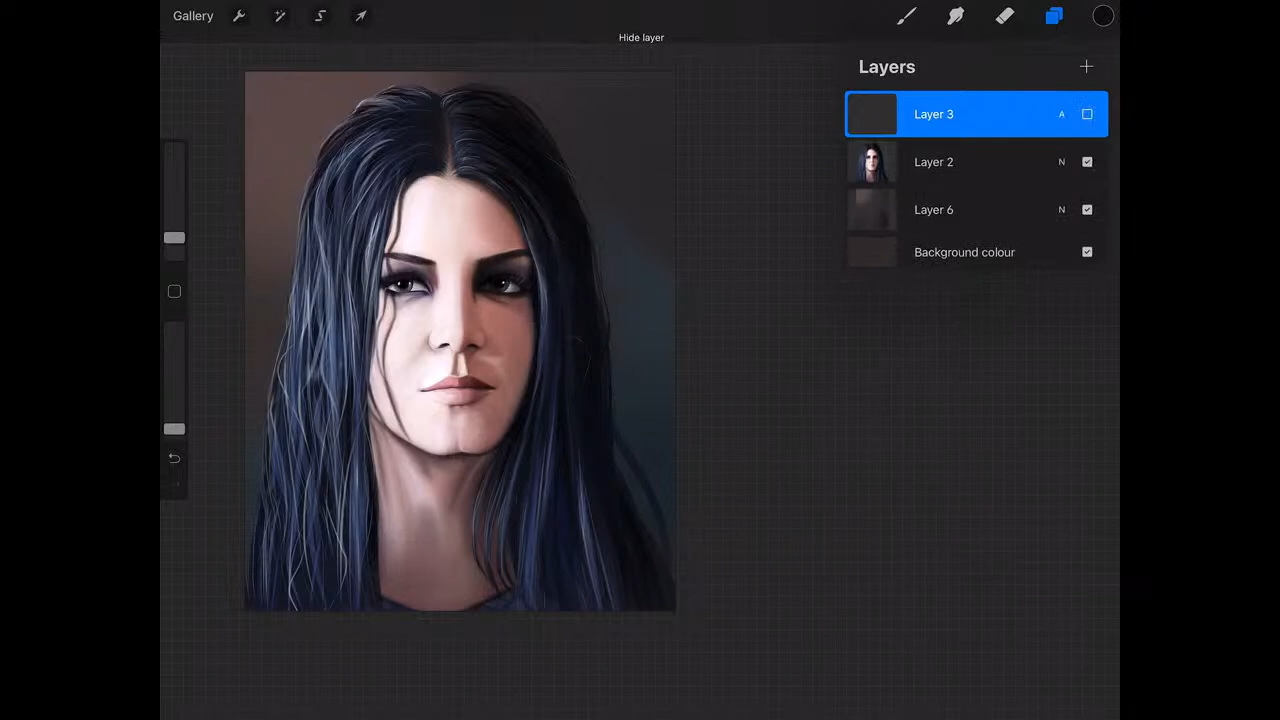 Gallery
Hide layer
Layers
Layer 3 A
Layer 2 N
Layer 6 N
Background colour